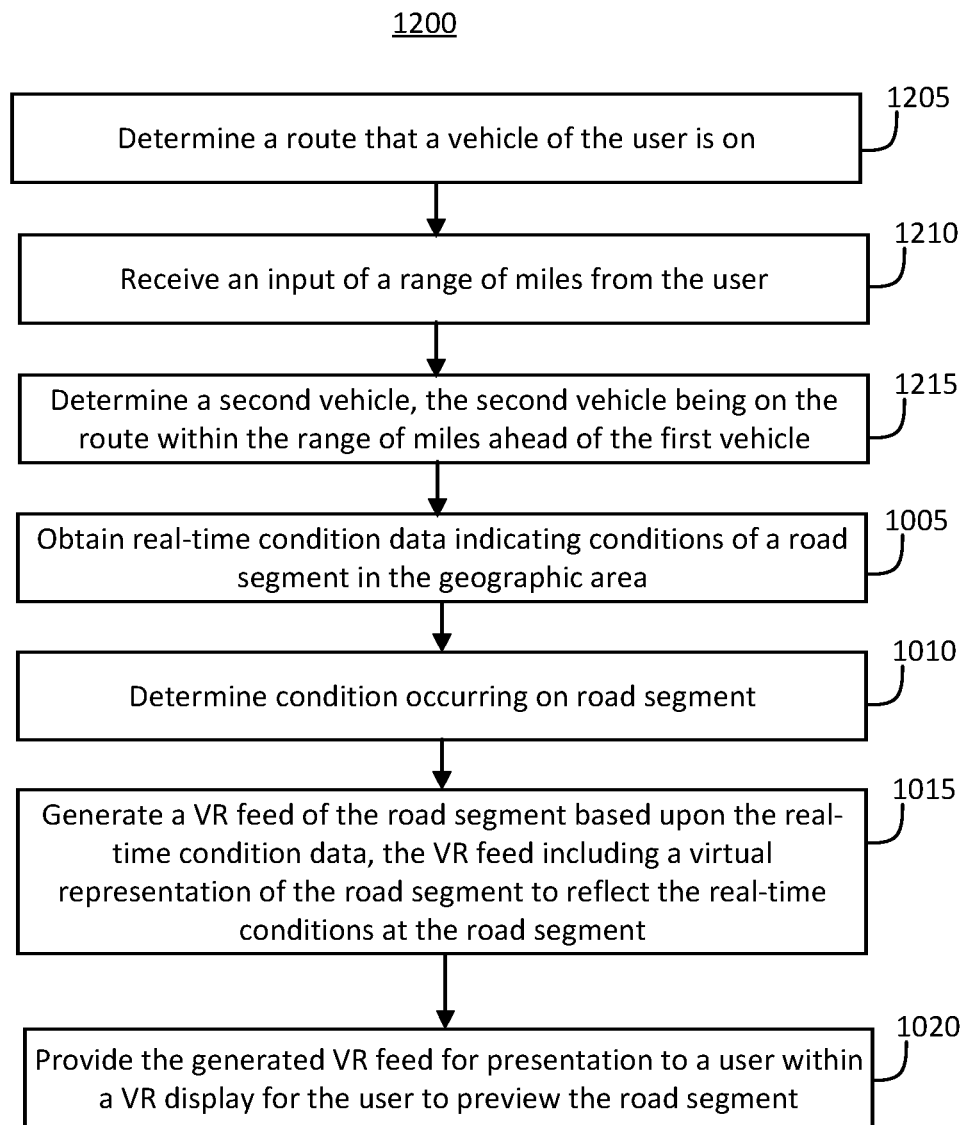 1200
1205
Determine a route that a vehicle of the user is on
1210
Receive an input of a range of miles from the user
1215
Determine a second vehicle, the second vehicle being on the
route within the range of miles ahead of the first vehicle
1005
Obtain real-time condition data indicating conditions of a road
segment in the geographic area
1010
Determine condition occurring on road segment
1015
Generate a VR feed of the road segment based upon the real-
time condition data, the VR feed including a virtual
representation of the road segment to reflect the real-time
conditions at the road segment
1020
Provide the generated VR feed for presentation to a user within
a VR display for the user to preview the road segment